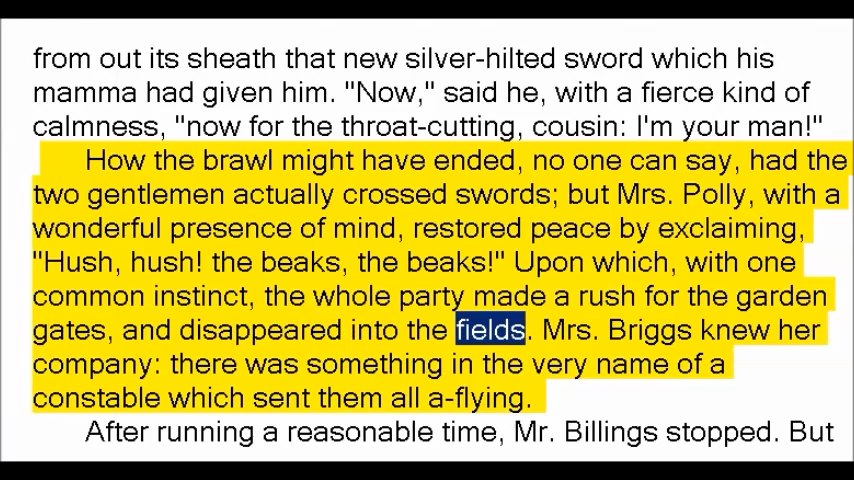 from out its sheath that new silver-hilted sword which his
mamma had given him. "Now," said he, with a fierce kind of
calmness, "now for the throat-cutting, cousin: I'm your man!"
How the brawl might have ended, no one can say, had the
two gentlemen actually crossed swords; but Mrs. Polly, with a
wonderful presence of mind, restored peace by exclaiming,
"Hush, hush! the beaks, the beaks!" Upon which, with one
common instinct, the whole party made a rush for the garden
gates, and disappeared into the fields. Mrs. Briggs knew her
company: there was something in the very name of a
constable which sent them all a-flying.
After running a reasonable time, Mr. Billings stopped. But